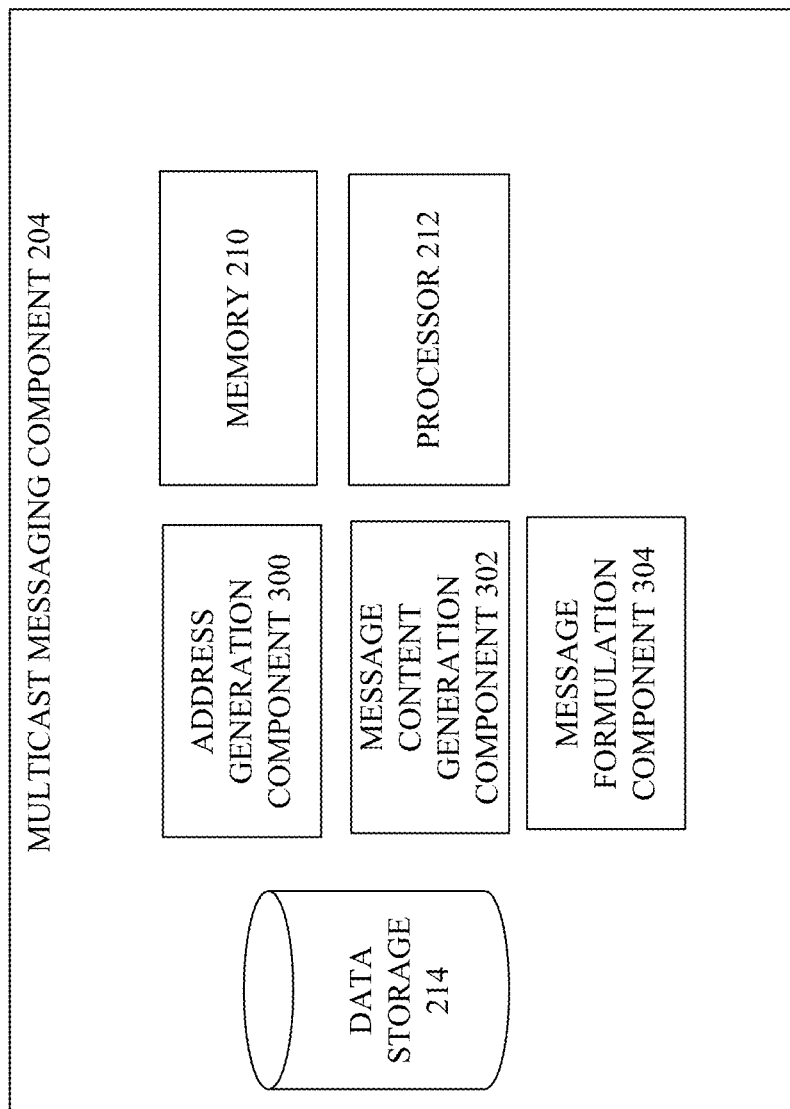 MULTICAST MESSAGING COMPONENT 204
DATA
STORAGE
214
ADDRESS
GENERATION
COMPONENT 300
MESSAGE
CONTENT
GENERATION
COMPONENT 302
MESSAGE
FORMULATION
COMPONENT 304
MEMORY 210
PROCESSOR 212